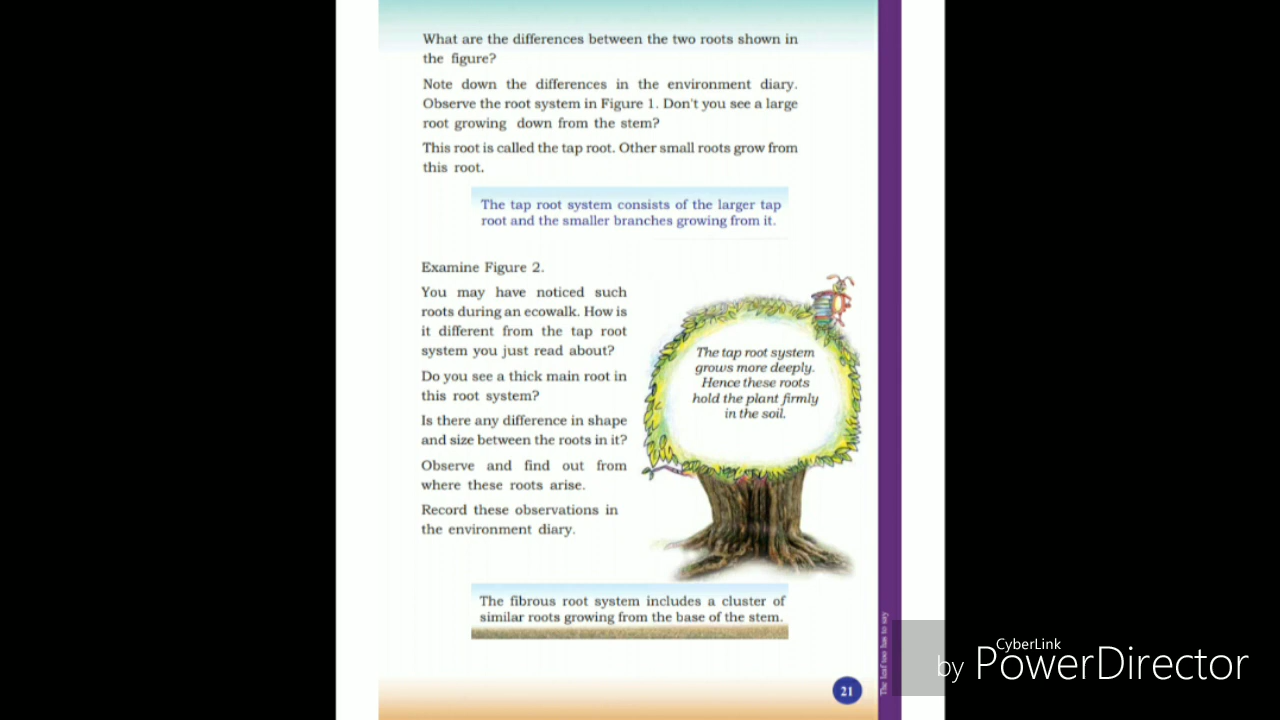 What are the differences between the two roots shown in
the figure?
Note down the differences in the environment diary.
Observe the root system in Figure 1. Don't you see a large
root growing down from the stem?
This root is called the tap root. Other small roots grow from
this root.
The tap root system consists of the larger tap
root and the smaller branches growing from it.
Examine Figure 2.
You may have noticed such
roots during an ecowalk. How is
it different from the tap root
system you just read about?
Do you see a thick main root in
this root system?
Is there any difference in shape
and size between the roots in it?
Observe and find out from
where these roots arise.
Record these observations in
the environment diary.
The tap root system
grows more deeply.
Hence these roots
hold the plant firmly
in the soil.
The fibrous root system includes a cluster of
similar roots growing from the base of the stem.
21
The leaf too has to say
CyberLink
by PowerDirector